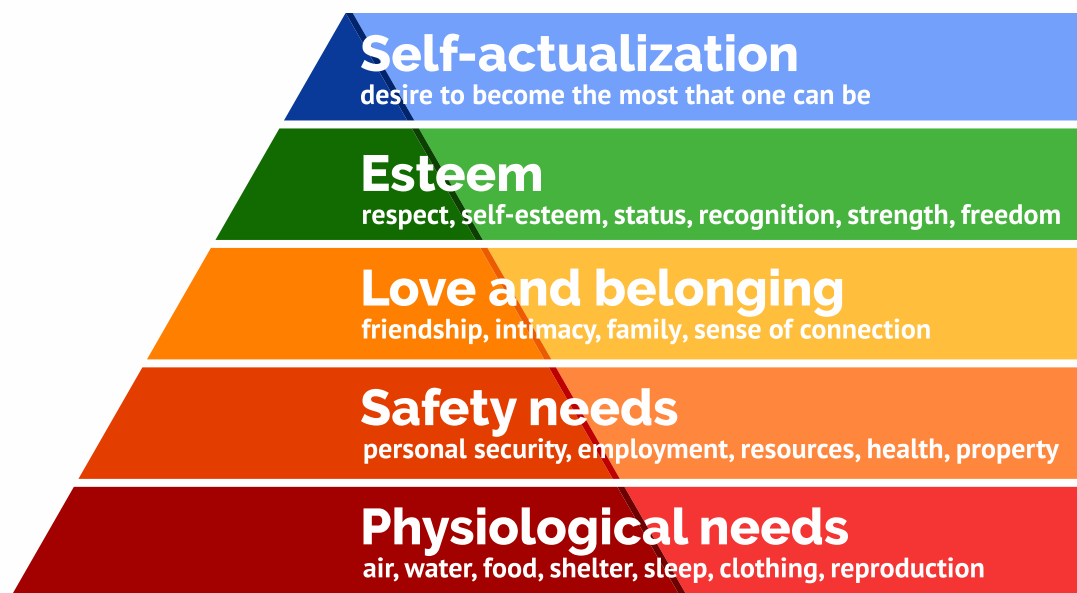 Self-actualization
desire to become the most that one can be
Esteem
respect, self-esteem, status, recognition, strength, freedom
Love and belonging
friendship, intimacy, family, sense of connection
Safety needs
personal security, employment, resources, health, property
Physiological needs
air, water, food, shelter, sleep, clothing, reproduction